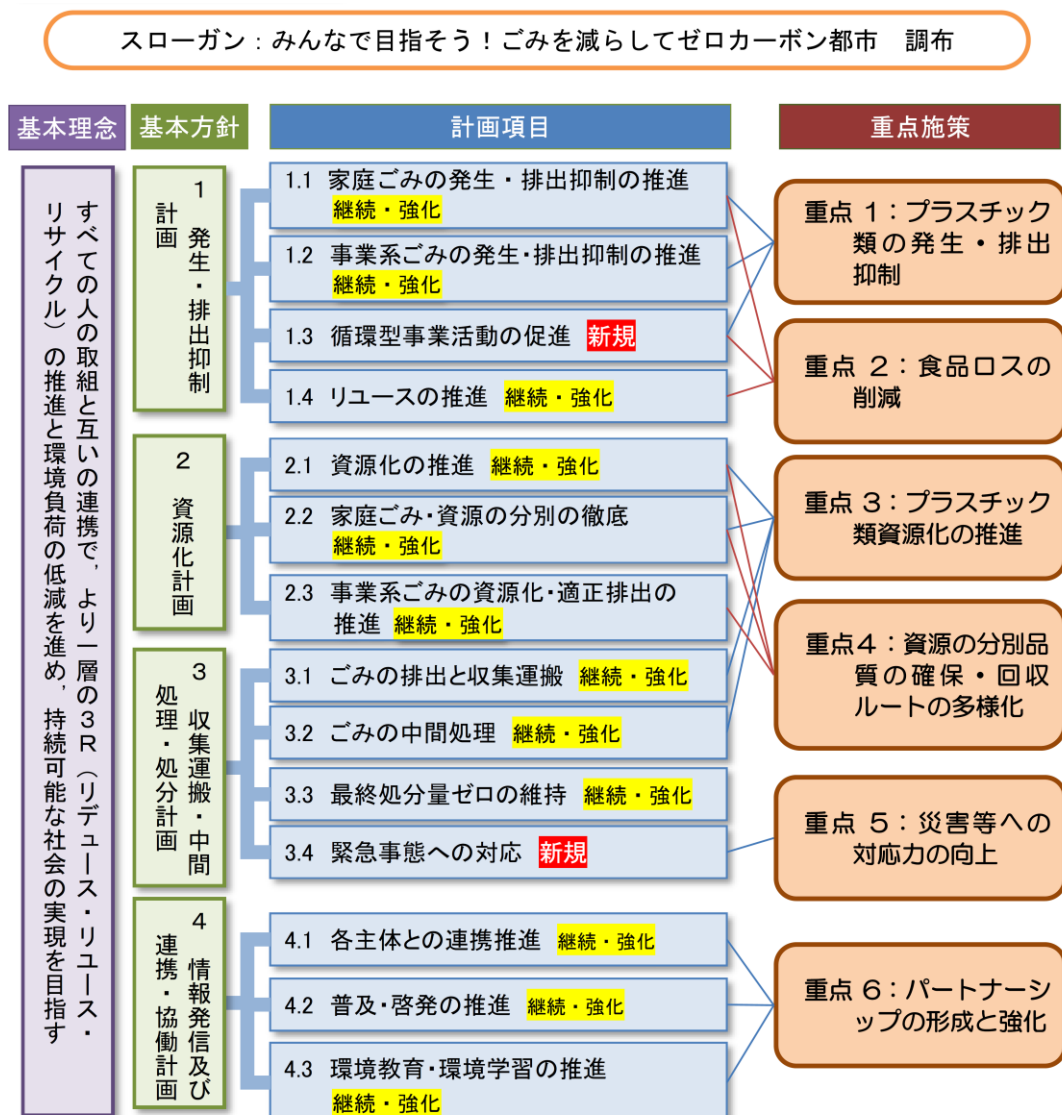 スローガン：みんなで目指そう！ごみを減らしてゼロカーボン都市　調布
基本理念
基本方針
計画項目
重点施策
すべての人の取組と互いの連携で，より一層の３Ｒ（リデュース・リユース・
リサイクル）の推進と環境負荷の低減を進め，持続可能な社会の実現を目指す
１　発生・排出抑制
計画
1.1 家庭ごみの発生・排出抑制の推進
継続・強化
1.2 事業系ごみの発生・排出抑制の推進
継続・強化
1.3 循環型事業活動の促進 新規
1.4 リユースの推進 継続・強化
２　資源化計画
2.1 資源化の推進 継続・強化
2.2 家庭ごみ・資源の分別の徹底
継続・強化
2.3 事業系ごみの資源化・適正排出の
推進 継続・強化
３　収集運搬・中間
処理・処分計画
3.1 ごみの排出と収集運搬 継続・強化
3.2 ごみの中間処理 継続・強化
3.3 最終処分量ゼロの維持 継続・強化
3.4 緊急事態への対応 新規
４　情報発信及び
連携・協働計画
4.1 各主体との連携推進 継続・強化
4.2 普及・啓発の推進 継続・強化
4.3 環境教育・環境学習の推進
継続・強化
重点 1：プラスチック
類の発生・排出
抑制
重点 2：食品ロスの
削減
重点 3：プラスチック
類資源化の推進
重点4：資源の分別品
質の確保・回収
ルートの多様化
重点 5：災害等への
対応力の向上
重点 6：パートナーシ
ップの形成と強化